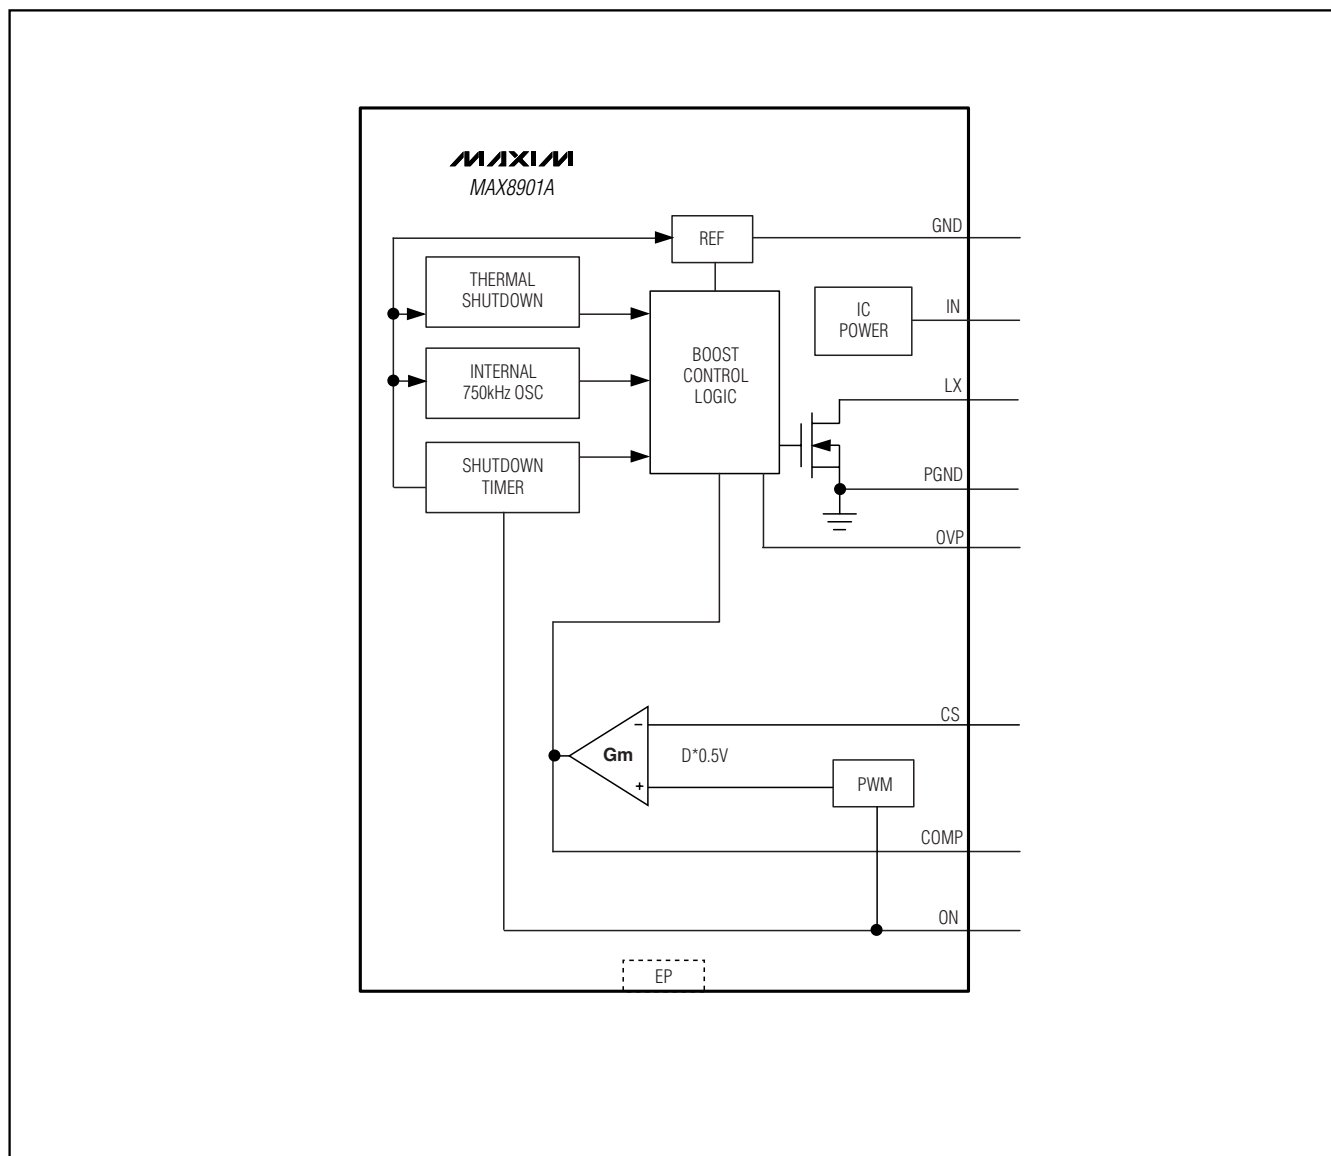 MAXIM
MAX8901A
REF
GND
THERMAL
SHUTDOWN
IC
POWER
IN
BOOST
CONTROL
LOGIC
INTERNAL
750kHz OSC
LX
SHUTDOWN
TIMER
PGND
OVP
CS
−
Gm
D*0.5V
+
PWM
COMP
ON
EP